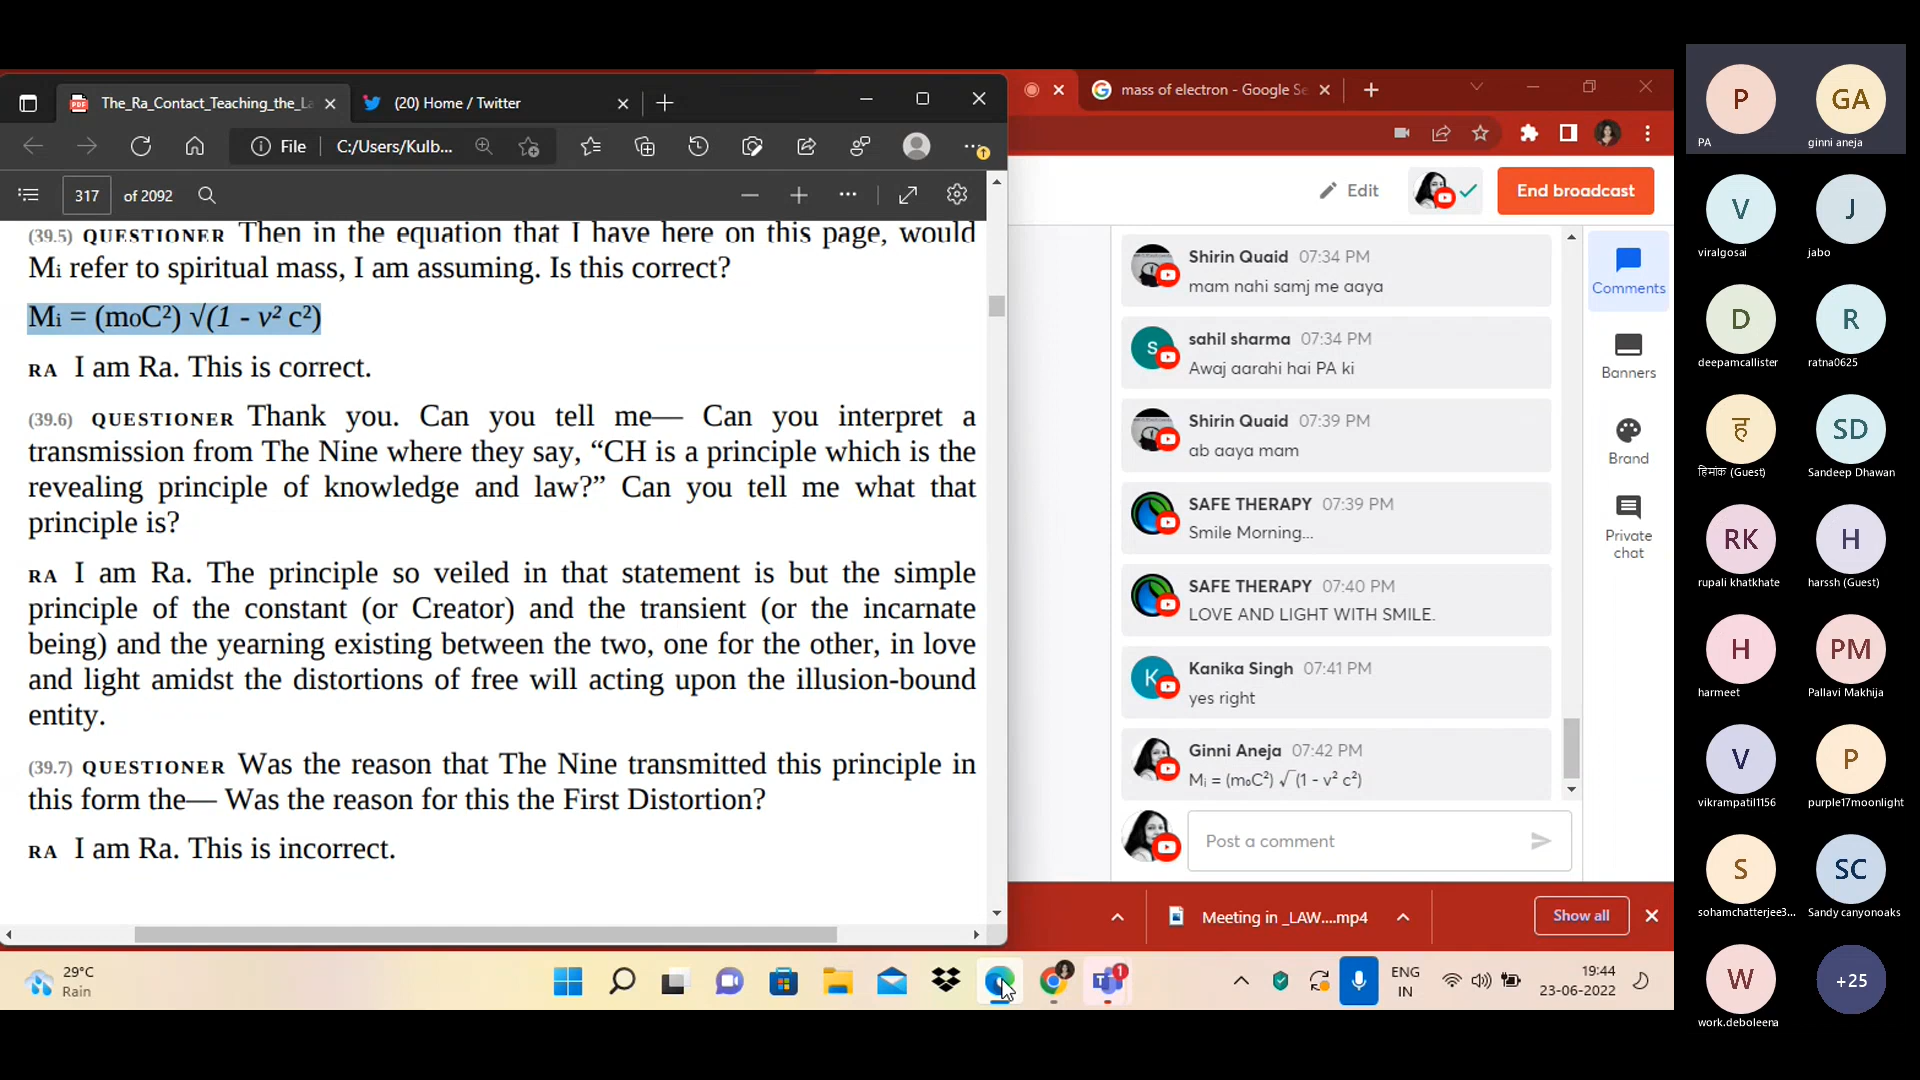 The_Ra_Contact_Teaching_the_La
(20) Home / Twitter
mass of electron - Google Se
File
C:/Users/Kulb...
317
of 2092
Edit
End broadcast
(39.5) QUESTIONER Then in the equation that I have here on this page, would
Mi refer to spiritual mass, I am assuming. Is this correct?
Mi = (m0C²) √(1 - v² c²)
RA I am Ra. This is correct.
(39.6) QUESTIONER Thank you. Can you tell me— Can you interpret a
transmission from The Nine where they say, “CH is a principle which is the
revealing principle of knowledge and law?” Can you tell me what that
principle is?
RA I am Ra. The principle so veiled in that statement is but the simple
principle of the constant (or Creator) and the transient (or the incarnate
being) and the yearning existing between the two, one for the other, in love
and light amidst the distortions of free will acting upon the illusion-bound
entity.
(39.7) QUESTIONER Was the reason that The Nine transmitted this principle in
this form the— Was the reason for this the First Distortion?
RA I am Ra. This is incorrect.
Shirin Quaid 07:34 PM
mam nahi samj me aaya
S
sahil sharma 07:34 PM
Awaj aarahi hai PA ki
Shirin Quaid 07:39 PM
ab aaya mam
SAFE THERAPY 07:39 PM
Smile Morning...
SAFE THERAPY 07:40 PM
LOVE AND LIGHT WITH SMILE.
K
Kanika Singh 07:41 PM
yes right
Ginni Aneja 07:42 PM
Mᵢ = (m₀C²) √(1 - v² c²)
Post a comment
Comments
Banners
Brand
Private
chat
Meeting in _LAW....mp4
Show all
29°C
Rain
1
ENG
IN
19:44
23-06-2022
P
GA
PA
ginni aneja
V
J
viralgosai
jabo
D
R
deepamcallister
ratna0625
ह
SD
हिमांक (Guest)
Sandeep Dhawan
RK
H
rupali khatkhate
harssh (Guest)
H
PM
harmeet
Pallavi Makhija
V
P
vikrampatil1156
purple17moonlight
S
SC
sohamchatterjee3...
Sandy canyonoaks
W
+25
work.deboleena